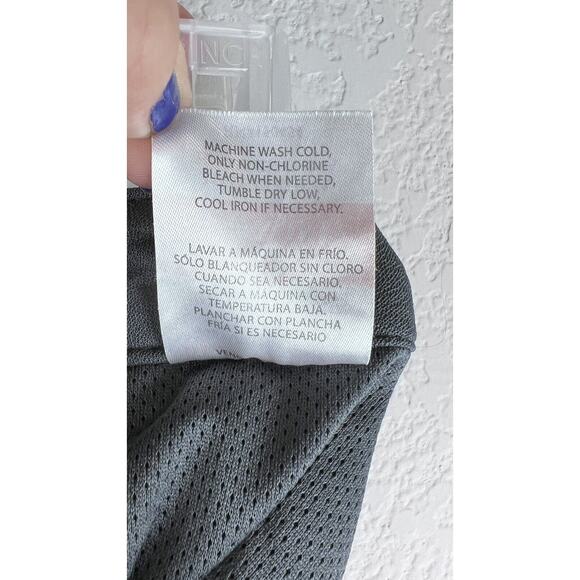 NC
MACHINE WASH COLD,
ONLY NON-CHLORINE
BLEACH WHEN NEEDED,
TUMBLE DRY LOW,
COOL IRON IF NECESSARY.
LAVAR A MÁQUINA EN FRÍO.
SÓLO BLANQUEADOR SIN CLORO
CUANDO SEA NECESARIO,
SECAR A MÁQUINA CON
TEMPERATURA BAJA.
PLANCHAR CON PLANCHA
FRÍA SI ES NECESARIO